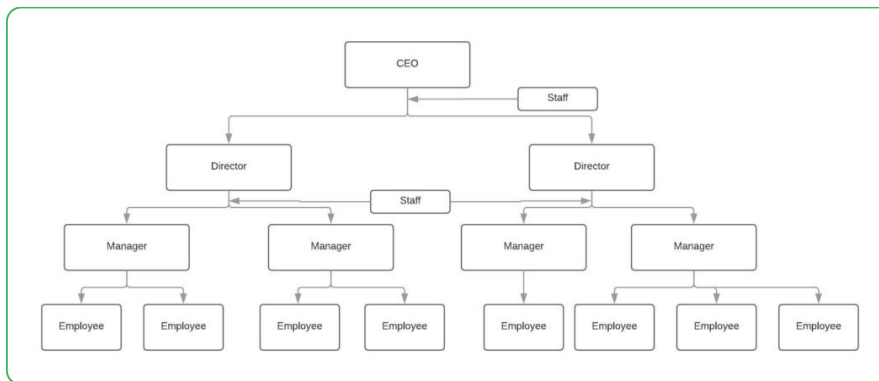 CEO
Staff
Director
Director
Staff
Manager
Manager
Manager
Manager
Employee
Employee
Employee
Employee
Employee
Employee
Employee
Employee